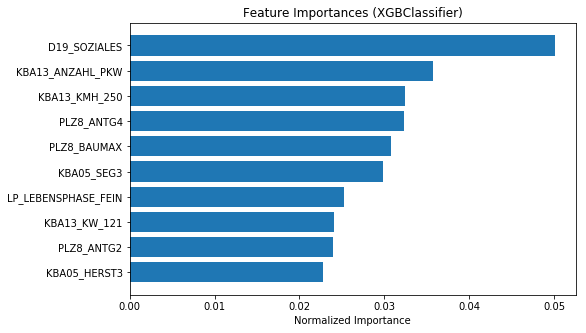 Feature Importances (XGBClassifier)
D19_SOZIALES
KBA13_ANZAHL_PKW
KBA13_KMH_250
PLZ8_ANTG4
PLZ8_BAUMAX
KBA05_SEG3
LP_LEBENSPHASE_FEIN
KBA13_KW_121
PLZ8_ANTG2
KBA05_HERST3
0.00 0.01 0.02 0.03 0.04 0.05
Normalized Importance